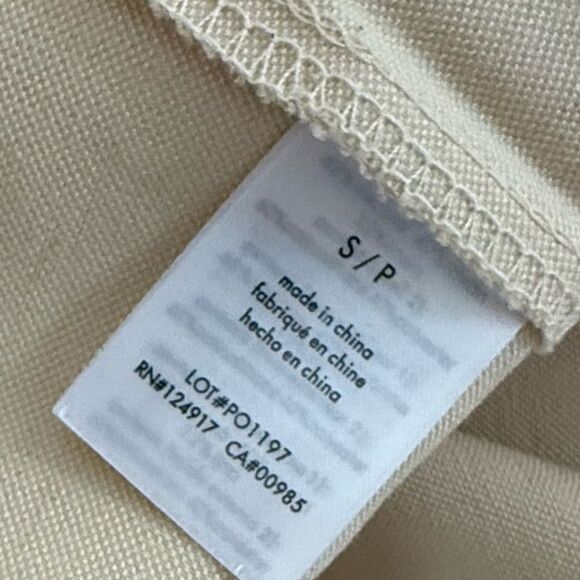 S / P
made in china
fabriqué en chine
hecho en china
LOT#PO1197
RN#124917 CA#00985